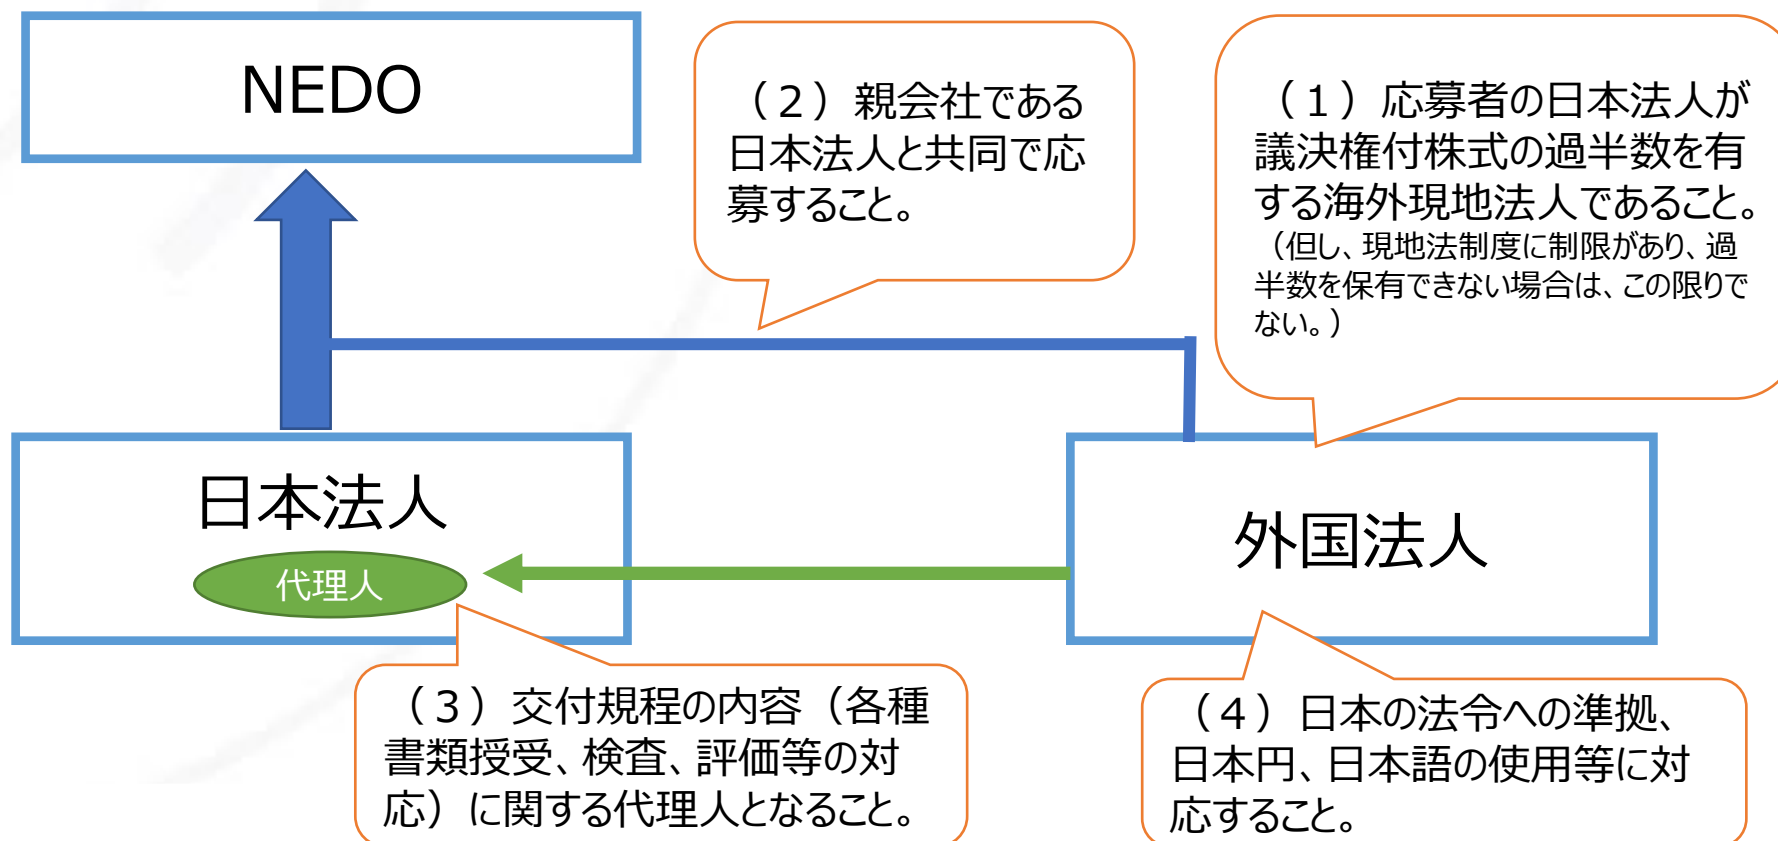 NEDO
（２）親会社である
日本法人と共同で応
募すること。
（１）応募者の日本法人が
議決権付株式の過半数を有
する海外現地法人であること。
（但し、現地法制度に制限があり、過
半数を保有できない場合は、この限りで
ない。）
日本法人
代理人
外国法人
（３）交付規程の内容（各種
書類授受、検査、評価等の対
応）に関する代理人となること。
（４）日本の法令への準拠、
日本円、日本語の使用等に対
応すること。